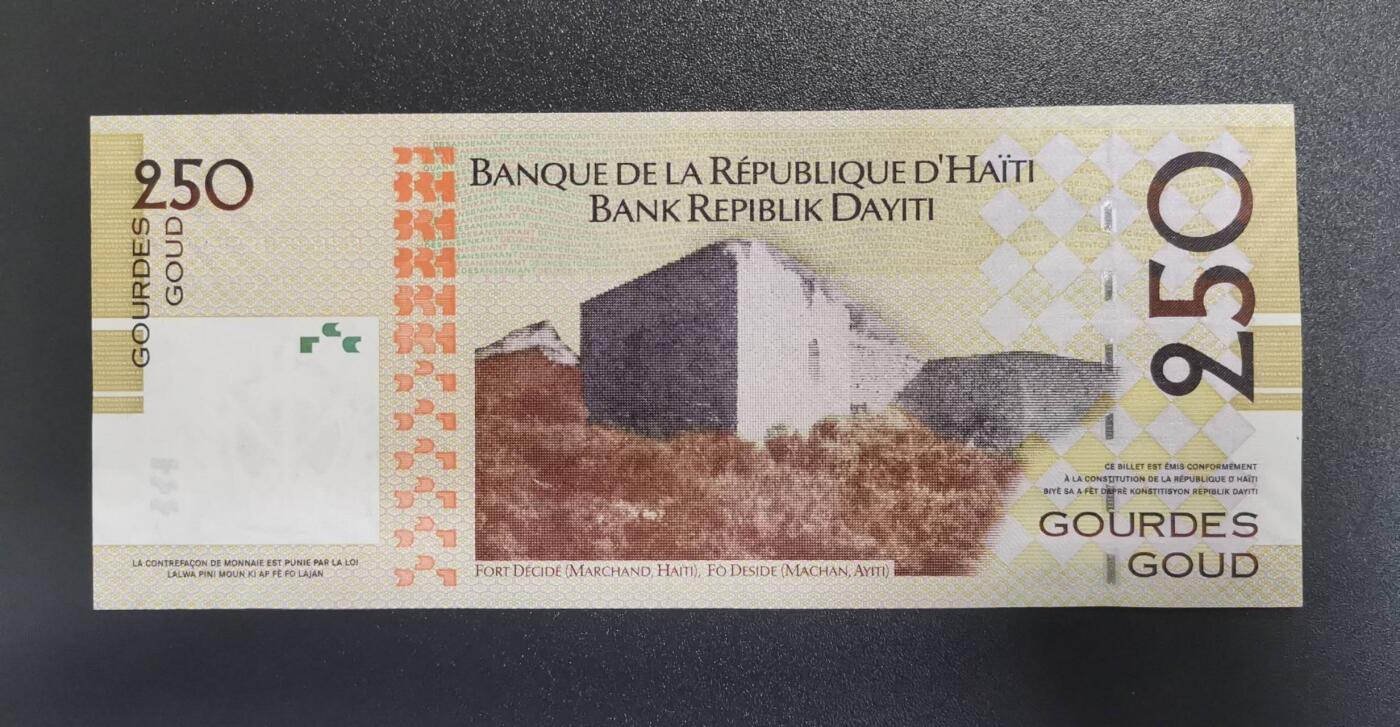 250
GOURDES
GOUD
BANQUE DE LA RÉPUBLIQUE D'HAÏTI
BANK REPIBLIK DAYITI
250
CE BILLET EST ÉMIS CONFORMÉMENT
À LA CONSTITUTION DE LA RÉPUBLIQUE D'HAÏTI
BIYÈ SA A FÈT DAPRÈ KONSTITISYON REPIBLIK DAYITI
GOURDES
GOUD
LA CONTREFAÇON DE MONNAIE EST PUNIE PAR LA LOI
LALWA PINI MOUN KI AP FÈ FO LAJAN
FORT DÉCIDÉ (MARCHAND, HAITI), FÒ DESIDE (MACHAN, AYITI)